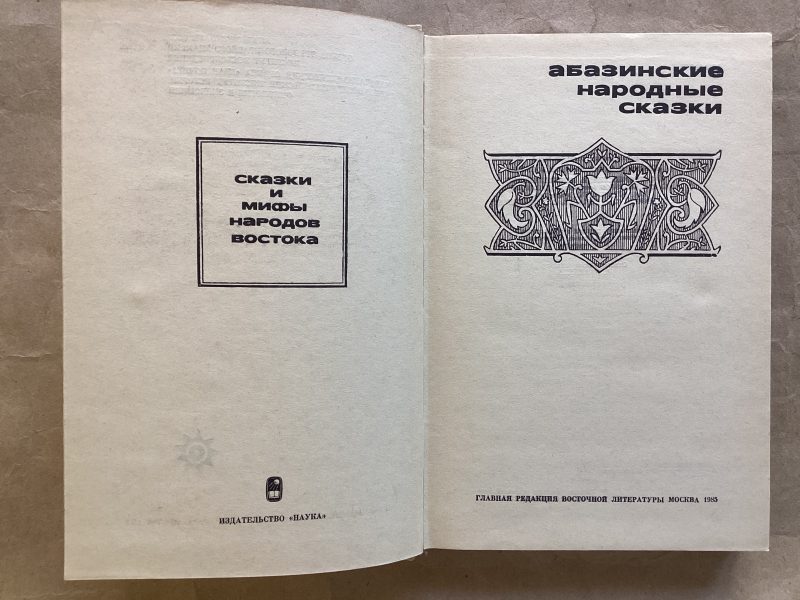 сказки
и
мифы
народов
востока
ИЗДАТЕЛЬСТВО «НАУКА»
абазинские
народные
сказки
ГЛАВНАЯ РЕДАКЦИЯ ВОСТОЧНОЙ ЛИТЕРАТУРЫ МОСКВА 1985